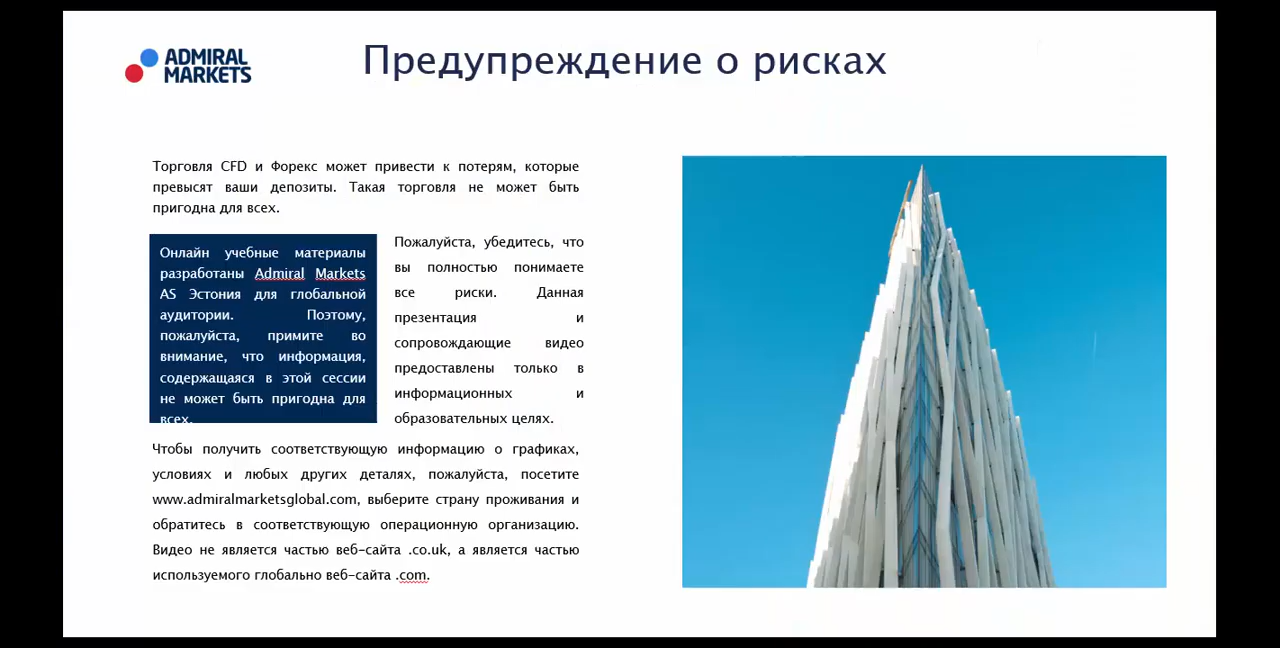 ADMIRAL
MARKETS
Предупреждение о рисках
Торговля CFD и Форекс может привести к потерям, которые
превысят ваши депозиты. Такая торговля не может быть
пригодна для всех.
Онлайн учебные материалы
разработаны Admiral Markets
AS Эстония для глобальной
аудитории. Поэтому,
пожалуйста, примите во
внимание, что информация,
содержащаяся в этой сессии
не может быть пригодна для
всех.
Пожалуйста, убедитесь, что
вы полностью понимаете
все риски. Данная
презентация и
сопровождающие видео
предоставлены только в
информационных и
образовательных целях.
Чтобы получить соответствующую информацию о графиках,
условиях и любых других деталях, пожалуйста, посетите
www.admiralmarketsglobal.com, выберите страну проживания и
обратитесь в соответствующую операционную организацию.
Видео не является частью веб-сайта .co.uk, а является частью
используемого глобально веб-сайта .com.